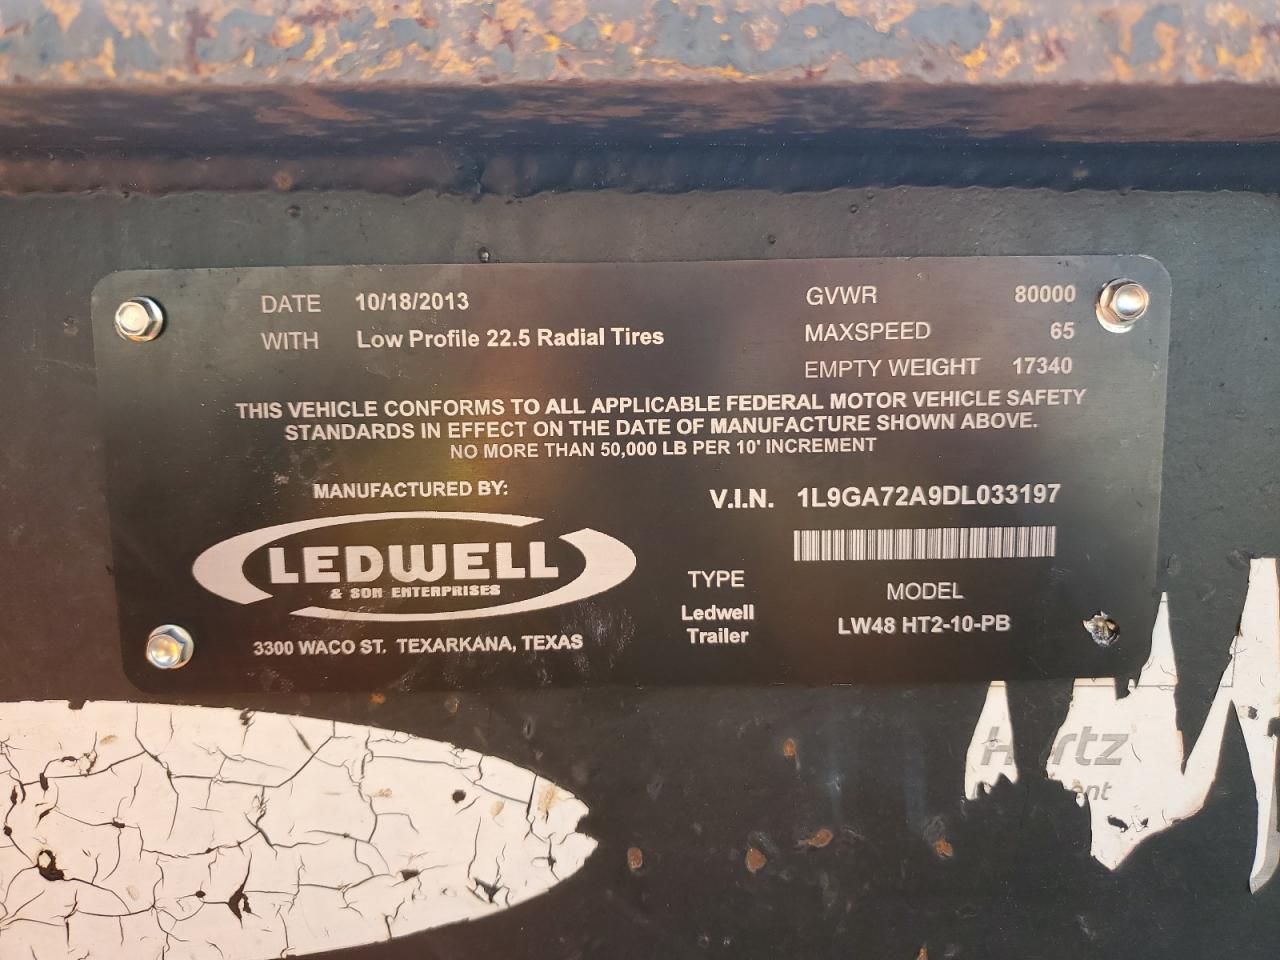 DATE 10/18/2013
WITH Low Profile 22.5 Radial Tires
GVWR 80000
MAXSPEED 65
EMPTY WEIGHT 17340
THIS VEHICLE CONFORMS TO ALL APPLICABLE FEDERAL MOTOR VEHICLE SAFETY
STANDARDS IN EFFECT ON THE DATE OF MANUFACTURE SHOWN ABOVE.
NO MORE THAN 50,000 LB PER 10' INCREMENT
MANUFACTURED BY:
LEDWELL
& SON ENTERPRISES
3300 WACO ST. TEXARKANA, TEXAS
V.I.N. 1L9GA72A9DL033197
TYPE
Ledwell
Trailer
MODEL
LW48 HT2-10-PB